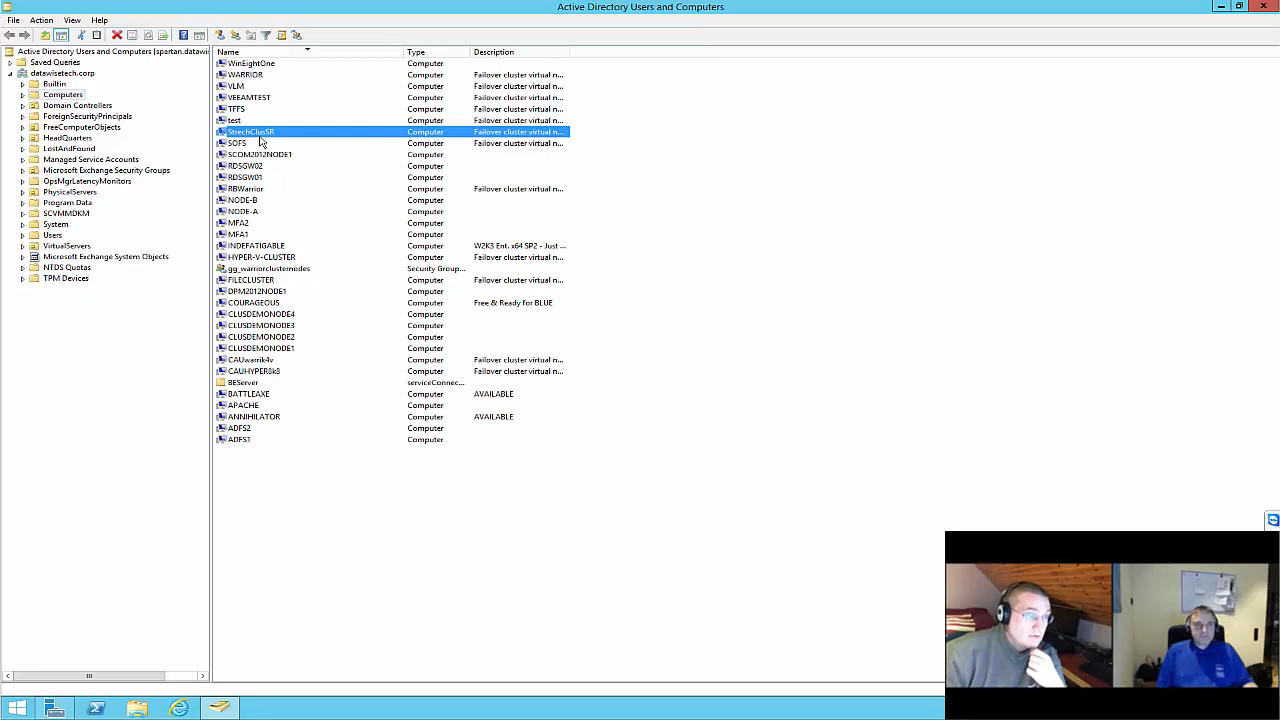 Active Directory Users and Computers
File Action View Help
Active Directory Users and Computers [spartan.datawis
Saved Queries
datawisetech.corp
Builtin
Computers
Domain Controllers
ForeignSecurityPrincipals
FreeComputerObjects
HeadQuarters
LostAndFound
Managed Service Accounts
Microsoft Exchange Security Groups
OpsMgrLatencyMonitors
PhysicalServers
Program Data
SCVMMDKM
System
Users
VirtualServers
Microsoft Exchange System Objects
NTDS Quotas
TPM Devices
Name Type Description
WinEightOne Computer
WARRIOR Computer Failover cluster virtual n...
VLM Computer Failover cluster virtual n...
VEEAMTEST Computer Failover cluster virtual n...
TFFS Computer Failover cluster virtual n...
test Computer Failover cluster virtual n...
StrechClusSR Computer Failover cluster virtual n...
SOFS Computer Failover cluster virtual n...
SCOM2012NODE1 Computer
RDSGW02 Computer
RDSGW01 Computer
RBWarrior Computer Failover cluster virtual n...
NODE-B Computer
NODE-A Computer
MFA2 Computer
MFA1 Computer
INDEFATIGABLE Computer W2K3 Ent. x64 SP2 - Just ...
HYPER-V-CLUSTER Computer Failover cluster virtual n...
gg_warriorclusternodes Security Group...
FILECLUSTER Computer Failover cluster virtual n...
DPM2012NODE1 Computer
COURAGEOUS Computer Free & Ready for BLUE
CLUSDEMONODE4 Computer
CLUSDEMONODE3 Computer
CLUSDEMONODE2 Computer
CLUSDEMONODE1 Computer
CAUwarrik4v Computer Failover cluster virtual n...
CAUHYPER8k8 Computer Failover cluster virtual n...
BEServer serviceConnec...
BATTLEAXE Computer AVAILABLE
APACHE Computer
ANNIHILATOR Computer AVAILABLE
ADFS2 Computer
ADFS1 Computer